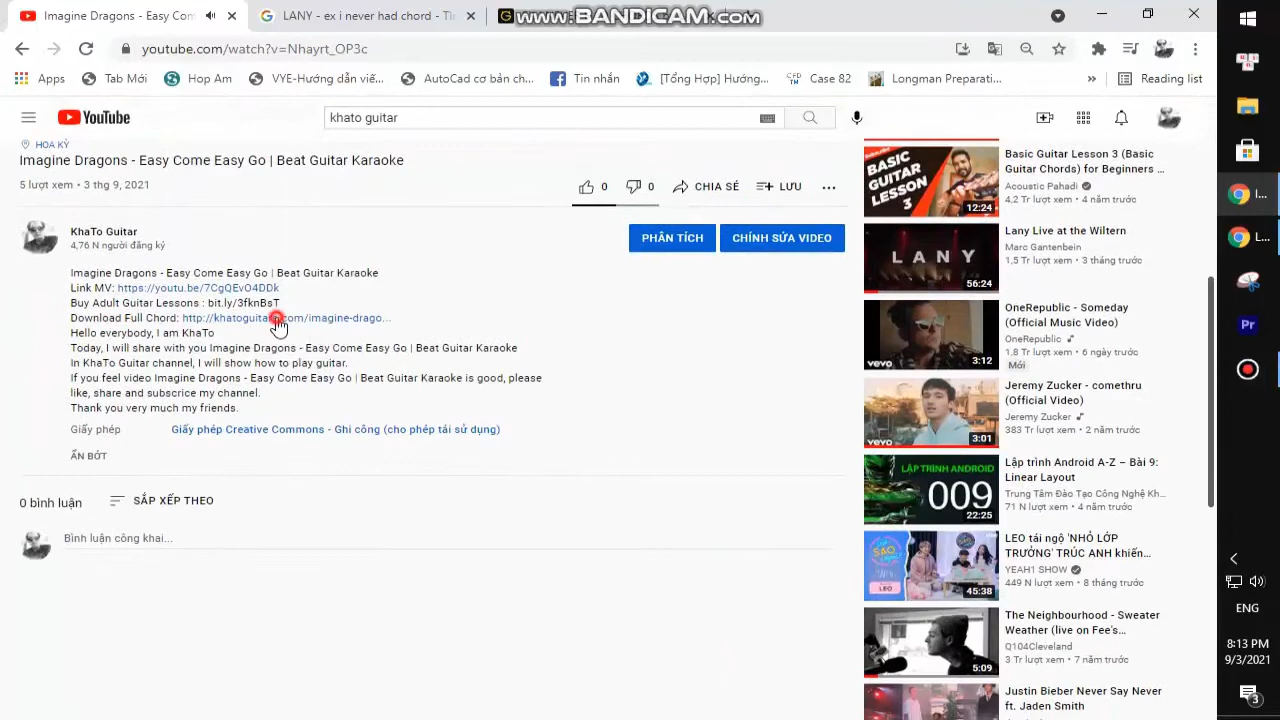 Imagine Dragons - Easy Com
LANY - ex i never had chord - Th
www.BANDICAM.com
youtube.com/watch?v=Nhayrt_OP3c
Apps
Tab Mới
Hop Am
VYE-Hướng dẫn viế...
AutoCad cơ bản ch...
Tin nhắn
[Tổng Hợp] Hướng...
Case 82
Longman Preparati...
»
Reading list
YouTube
khato guitar
HOA KỲ
Imagine Dragons - Easy Come Easy Go | Beat Guitar Karaoke
5 lượt xem • 3 thg 9, 2021
0
0
CHIA SẺ
LƯU
KhaTo Guitar
4,76 N người đăng ký
PHÂN TÍCH
CHỈNH SỬA VIDEO
Imagine Dragons - Easy Come Easy Go | Beat Guitar Karaoke
Link MV: https://youtu.be/7CgQEvO4DDk
Buy Adult Guitar Lessons : bit.ly/3fknBsT
Download Full Chord: http://khatoguitar.com/imagine-drago...
Hello everybody, I am KhaTo
Today, I will share with you Imagine Dragons - Easy Come Easy Go | Beat Guitar Karaoke
In KhaTo Guitar channel, I will show how to play guitar.
If you feel video Imagine Dragons - Easy Come Easy Go | Beat Guitar Karaoke is good, please
like, share and subscrice my channel.
Thank you very much my friends.
Giấy phép
Giấy phép Creative Commons - Ghi công (cho phép tái sử dụng)
ẨN BỚT
0 bình luận
SẮP XẾP THEO
Bình luận công khai...
BASIC
GUITAR
LESSON
3
12:24
Basic Guitar Lesson 3 (Basic
Guitar Chords) for Beginners ...
Acoustic Pahadi
4,2 Tr lượt xem • 4 năm trước
LANY
56:24
Lany Live at the Wiltern
Marc Gantenbein
1,5 Tr lượt xem • 3 tháng trước
vevo
3:12
OneRepublic - Someday
(Official Music Video)
OneRepublic
1,8 Tr lượt xem • 6 ngày trước
Mới
vevo
3:01
Jeremy Zucker - comethru
(Official Video)
Jeremy Zucker
383 Tr lượt xem • 2 năm trước
LẬP TRÌNH ANDROID
009
22:25
Lập trình Android A-Z – Bài 9:
Linear Layout
Trung Tâm Đào Tạo Công Nghệ Kh...
71 N lượt xem • 4 năm trước
LEO
45:38
LEO tái ngộ 'NHỎ LỚP
TRƯỞNG' TRÚC ANH khiến...
YEAH1 SHOW
449 N lượt xem • 8 tháng trước
5:09
The Neighbourhood - Sweater
Weather (live on Fee's...
Q104Cleveland
3 Tr lượt xem • 7 năm trước
Justin Bieber Never Say Never
ft. Jaden Smith
I...
L...
Pr
ENG
8:13 PM
9/3/2021
3